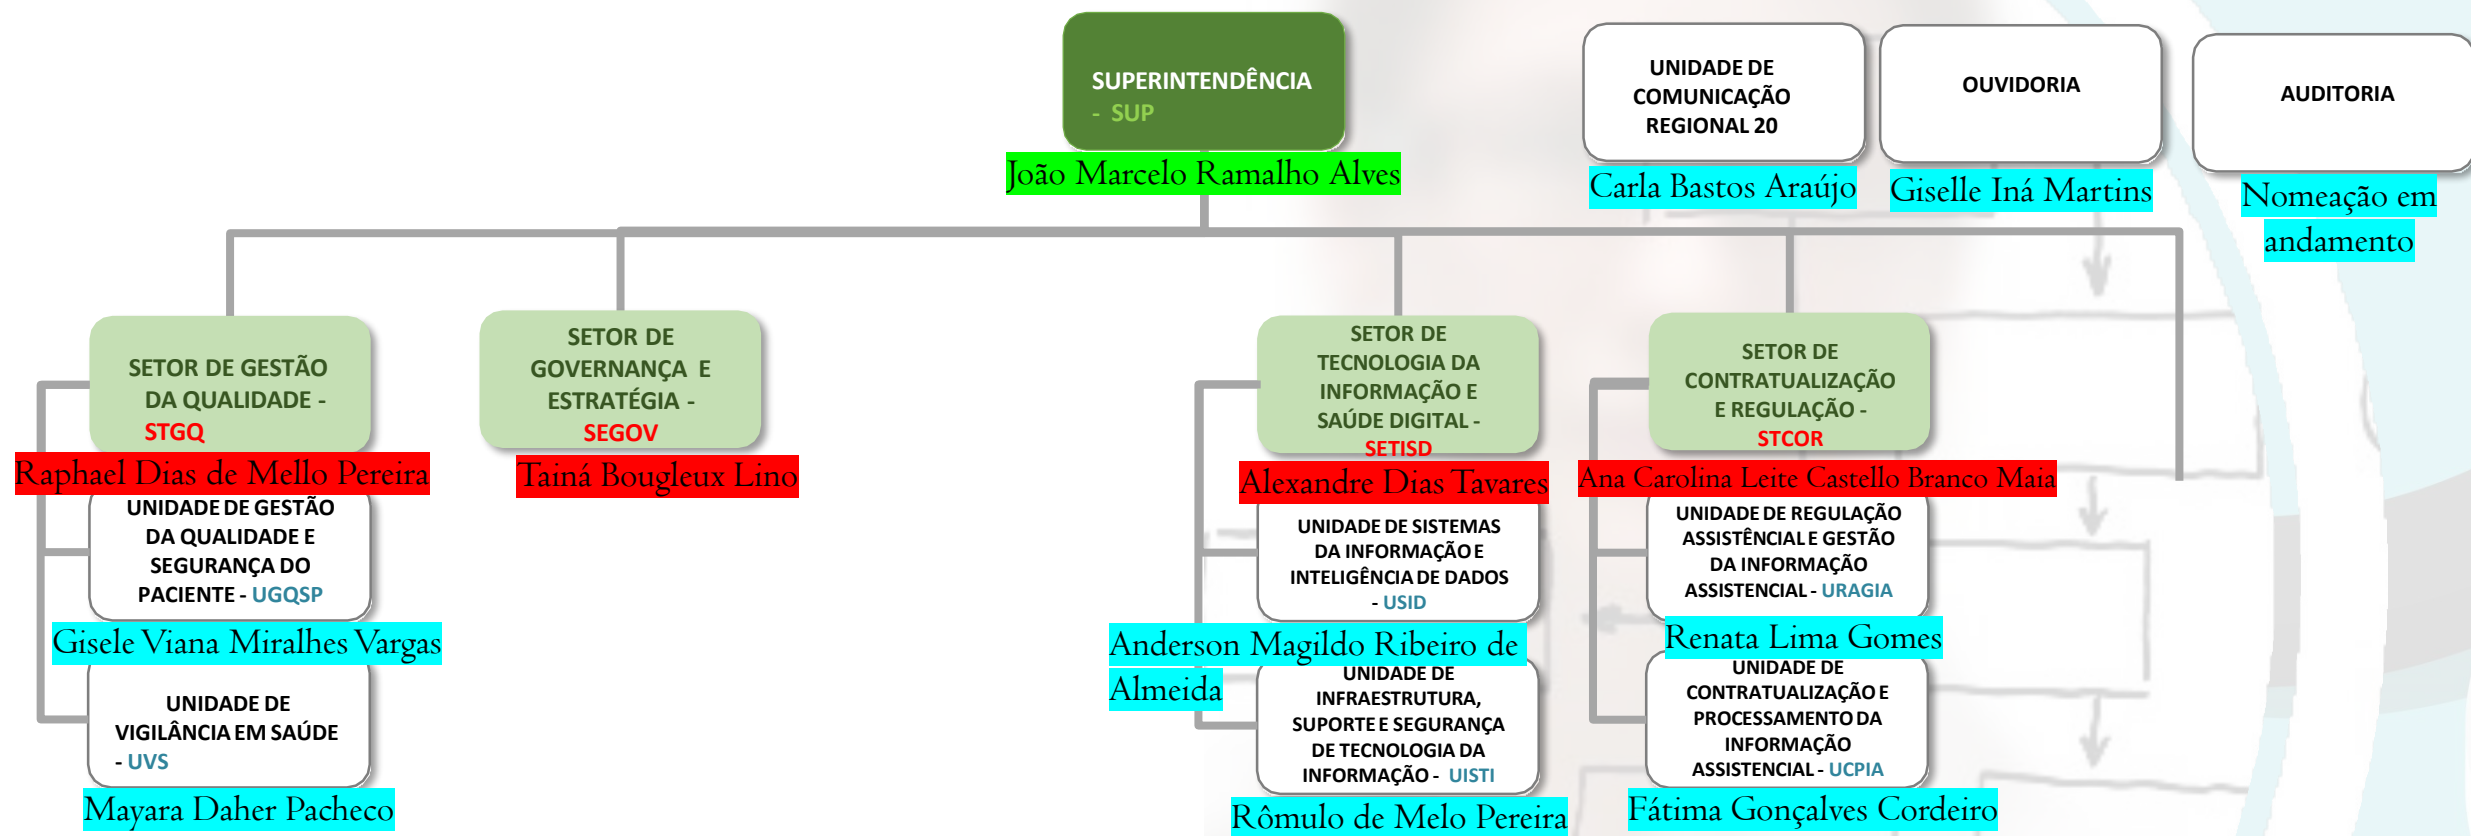 SUPERINTENDÊNCIA
- SUP
João Marcelo Ramalho Alves
UNIDADE DE
COMUNICAÇÃO
REGIONAL 20
Carla Bastos Araújo
OUVIDORIA
Giselle Iná Martins
AUDITORIA
Nomeação em
andamento
SETOR DE GESTÃO
DA QUALIDADE -
STGQ
Raphael Dias de Mello Pereira
UNIDADE DE GESTÃO
DA QUALIDADE E
SEGURANÇA DO
PACIENTE - UGQSP
Gisele Viana Miralhes Vargas
UNIDADE DE
VIGILÂNCIA EM SAÚDE
- UVS
Mayara Daher Pacheco
SETOR DE
GOVERNANÇA E
ESTRATÉGIA -
SEGOV
Tainá Bougleux Lino
SETOR DE
TECNOLOGIA DA
INFORMAÇÃO E
SAÚDE DIGITAL -
SETISD
Alexandre Dias Tavares
UNIDADE DE SISTEMAS
DA INFORMAÇÃO E
INTELIGÊNCIA DE DADOS
- USID
Anderson Magildo Ribeiro de
Almeida
UNIDADE DE
INFRAESTRUTURA,
SUPORTE E SEGURANÇA
DE TECNOLOGIA DA
INFORMAÇÃO - UISTI
Rômulo de Melo Pereira
SETOR DE
CONTRATUALIZAÇÃO
E REGULAÇÃO -
STCOR
Ana Carolina Leite Castello Branco Maia
UNIDADE DE REGULAÇÃO
ASSISTÊNCIAL E GESTÃO
DA INFORMAÇÃO
ASSISTENCIAL - URAGIA
Renata Lima Gomes
UNIDADE DE
CONTRATUALIZAÇÃO E
PROCESSAMENTO DA
INFORMAÇÃO
ASSISTENCIAL - UCPIA
Fátima Gonçalves Cordeiro